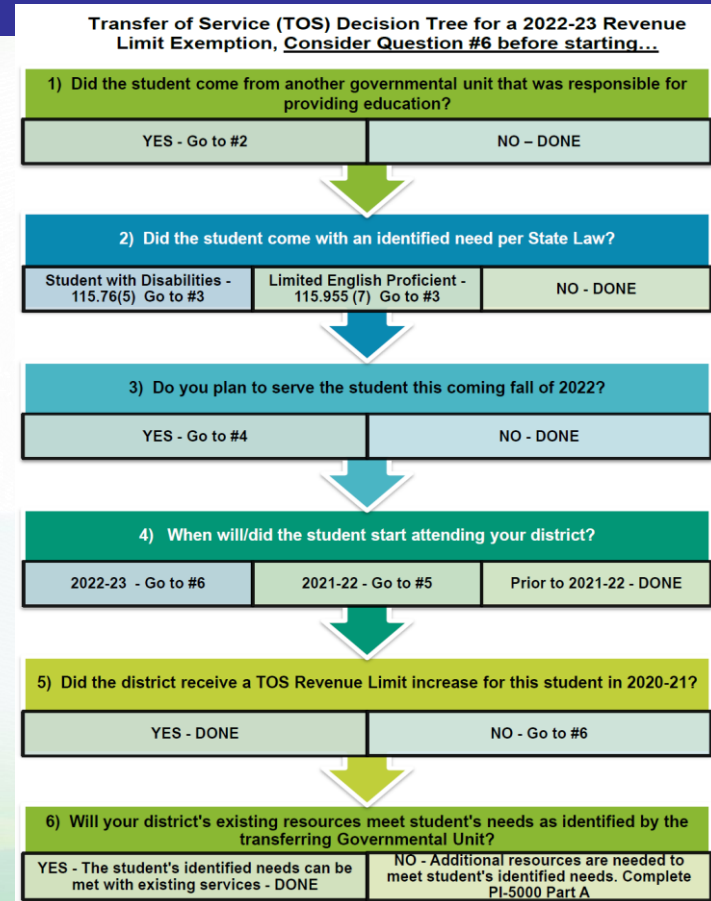 Transfer of Service (TOS) Decision Tree for a 2022-23 Revenue
Limit Exemption, Consider Question #6 before starting…
1) Did the student come from another governmental unit that was responsible for
providing education?
YES - Go to #2
NO – DONE
2) Did the student come with an identified need per State Law?
Student with Disabilities -
115.76(5) Go to #3
Limited English Proficient -
115.955 (7) Go to #3
NO - DONE
3) Do you plan to serve the student this coming fall of 2022?
YES - Go to #4
NO - DONE
4) When will/did the student start attending your district?
2022-23 - Go to #6
2021-22 - Go to #5
Prior to 2021-22 - DONE
5) Did the district receive a TOS Revenue Limit increase for this student in 2020-21?
YES - DONE
NO - Go to #6
6) Will your district's existing resources meet student's needs as identified by the
transferring Governmental Unit?
YES - The student's identified needs can be
met with existing services - DONE
NO - Additional resources are needed to
meet student's identified needs. Complete
PI-5000 Part A